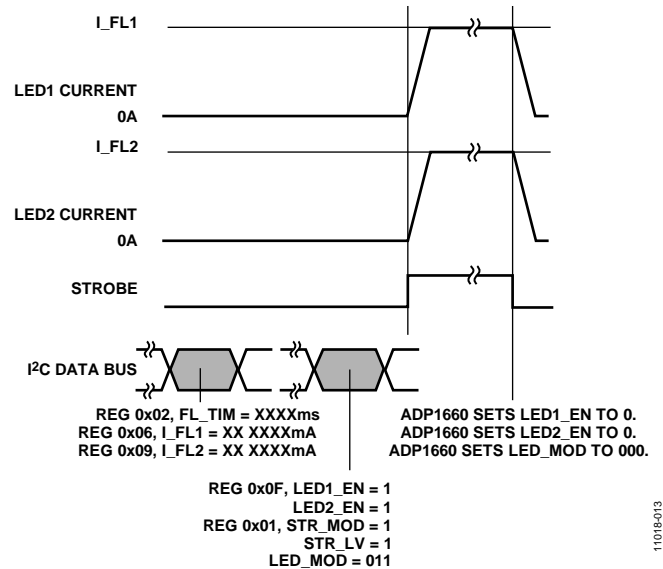 I_FL1
LED1 CURRENT
0A
I_FL2
LED2 CURRENT
0A
STROBE
I2C DATA BUS
REG 0x02, FL_TIM = XXXXms
REG 0x06, I_FL1 = XX XXXXmA
REG 0x09, I_FL2 = XX XXXXmA
ADP1660 SETS LED1_EN TO 0.
ADP1660 SETS LED2_EN TO 0.
ADP1660 SETS LED_MOD TO 000.
REG 0x0F, LED1_EN = 1
LED2_EN = 1
REG 0x01, STR_MOD = 1
STR_LV = 1
LED_MOD = 011
11018-013